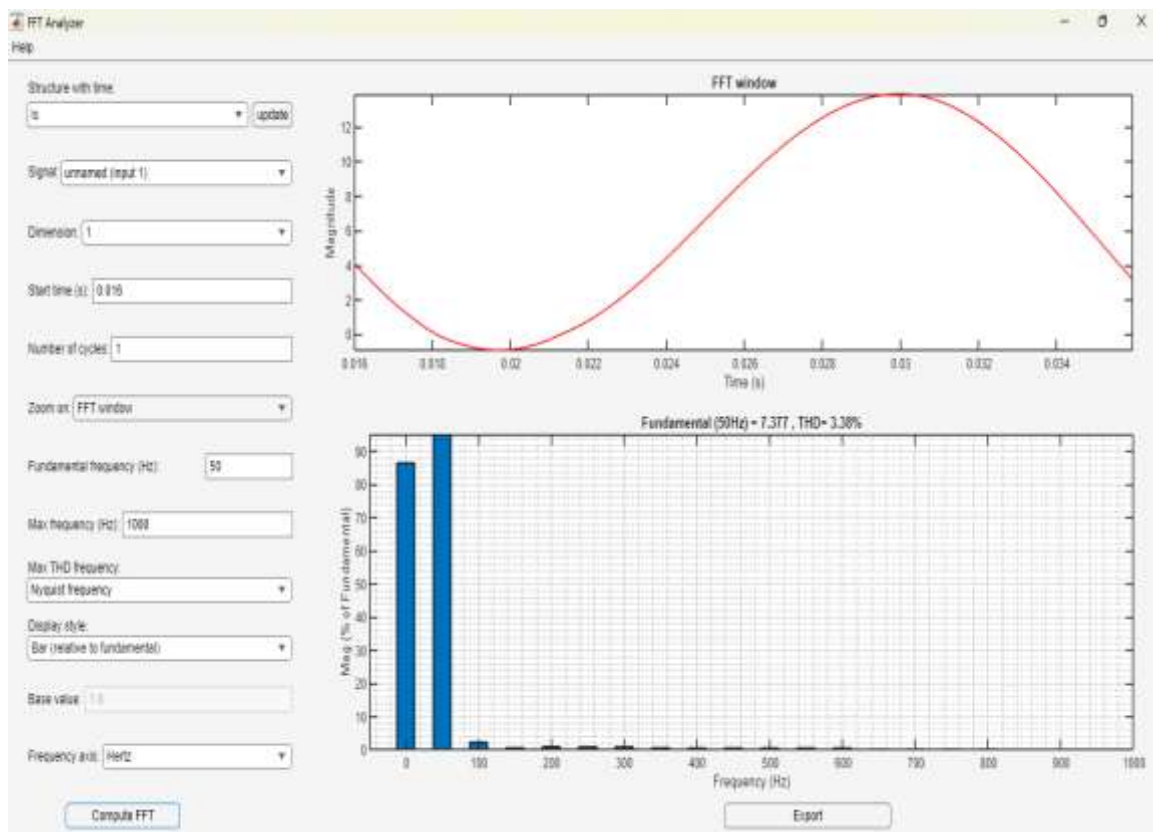 FFT Analyzer
Help
Structure with time:
is
update
Signal: unnamed (input 1)
Dimension: 1
Start time (s): 0.016
Number of cycles: 1
Zoom on: FFT window
Fundamental frequency (Hz): 50
Max frequency (Hz): 1000
Max THD frequency:
Nyquist frequency
Display style:
Bar (relative to fundamental)
Base value: 1.0
Frequency axis: Hertz
Compute FFT
FFT window
Magnitude
12
10
8
6
4
2
0
0.016 0.018 0.02 0.022 0.024 0.026 0.028 0.03 0.032 0.034
Time (s)
Fundamental (50Hz) = 7.377 , THD= 3.38%
Mag (% of Fundamental)
90
80
70
60
50
40
30
20
10
0
0 100 200 300 400 500 600 700 800 900 1000
Frequency (Hz)
Export